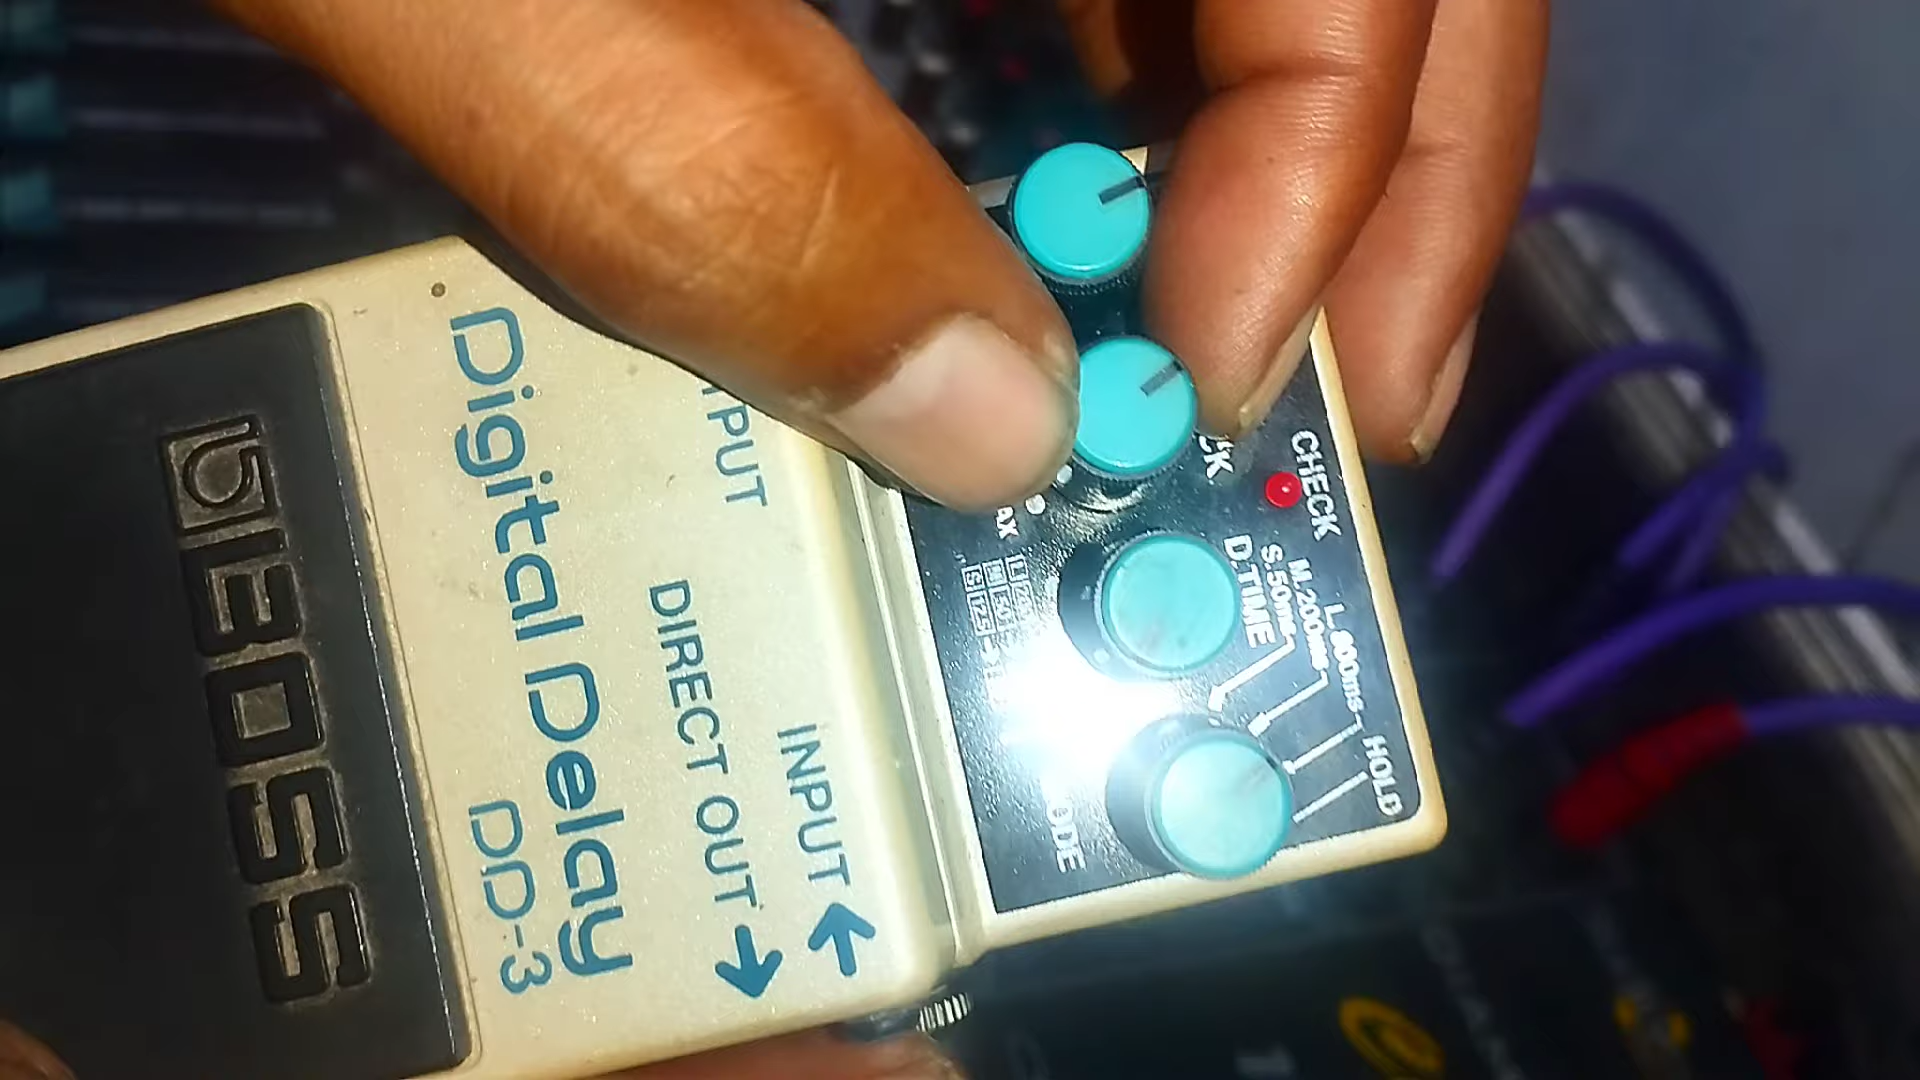 CHECK
HOLD
L. 800ms
M. 200ms
S. 50ms
D.TIME
INPUT
DIRECT OUT
Digital Delay
DD-3
BOSS